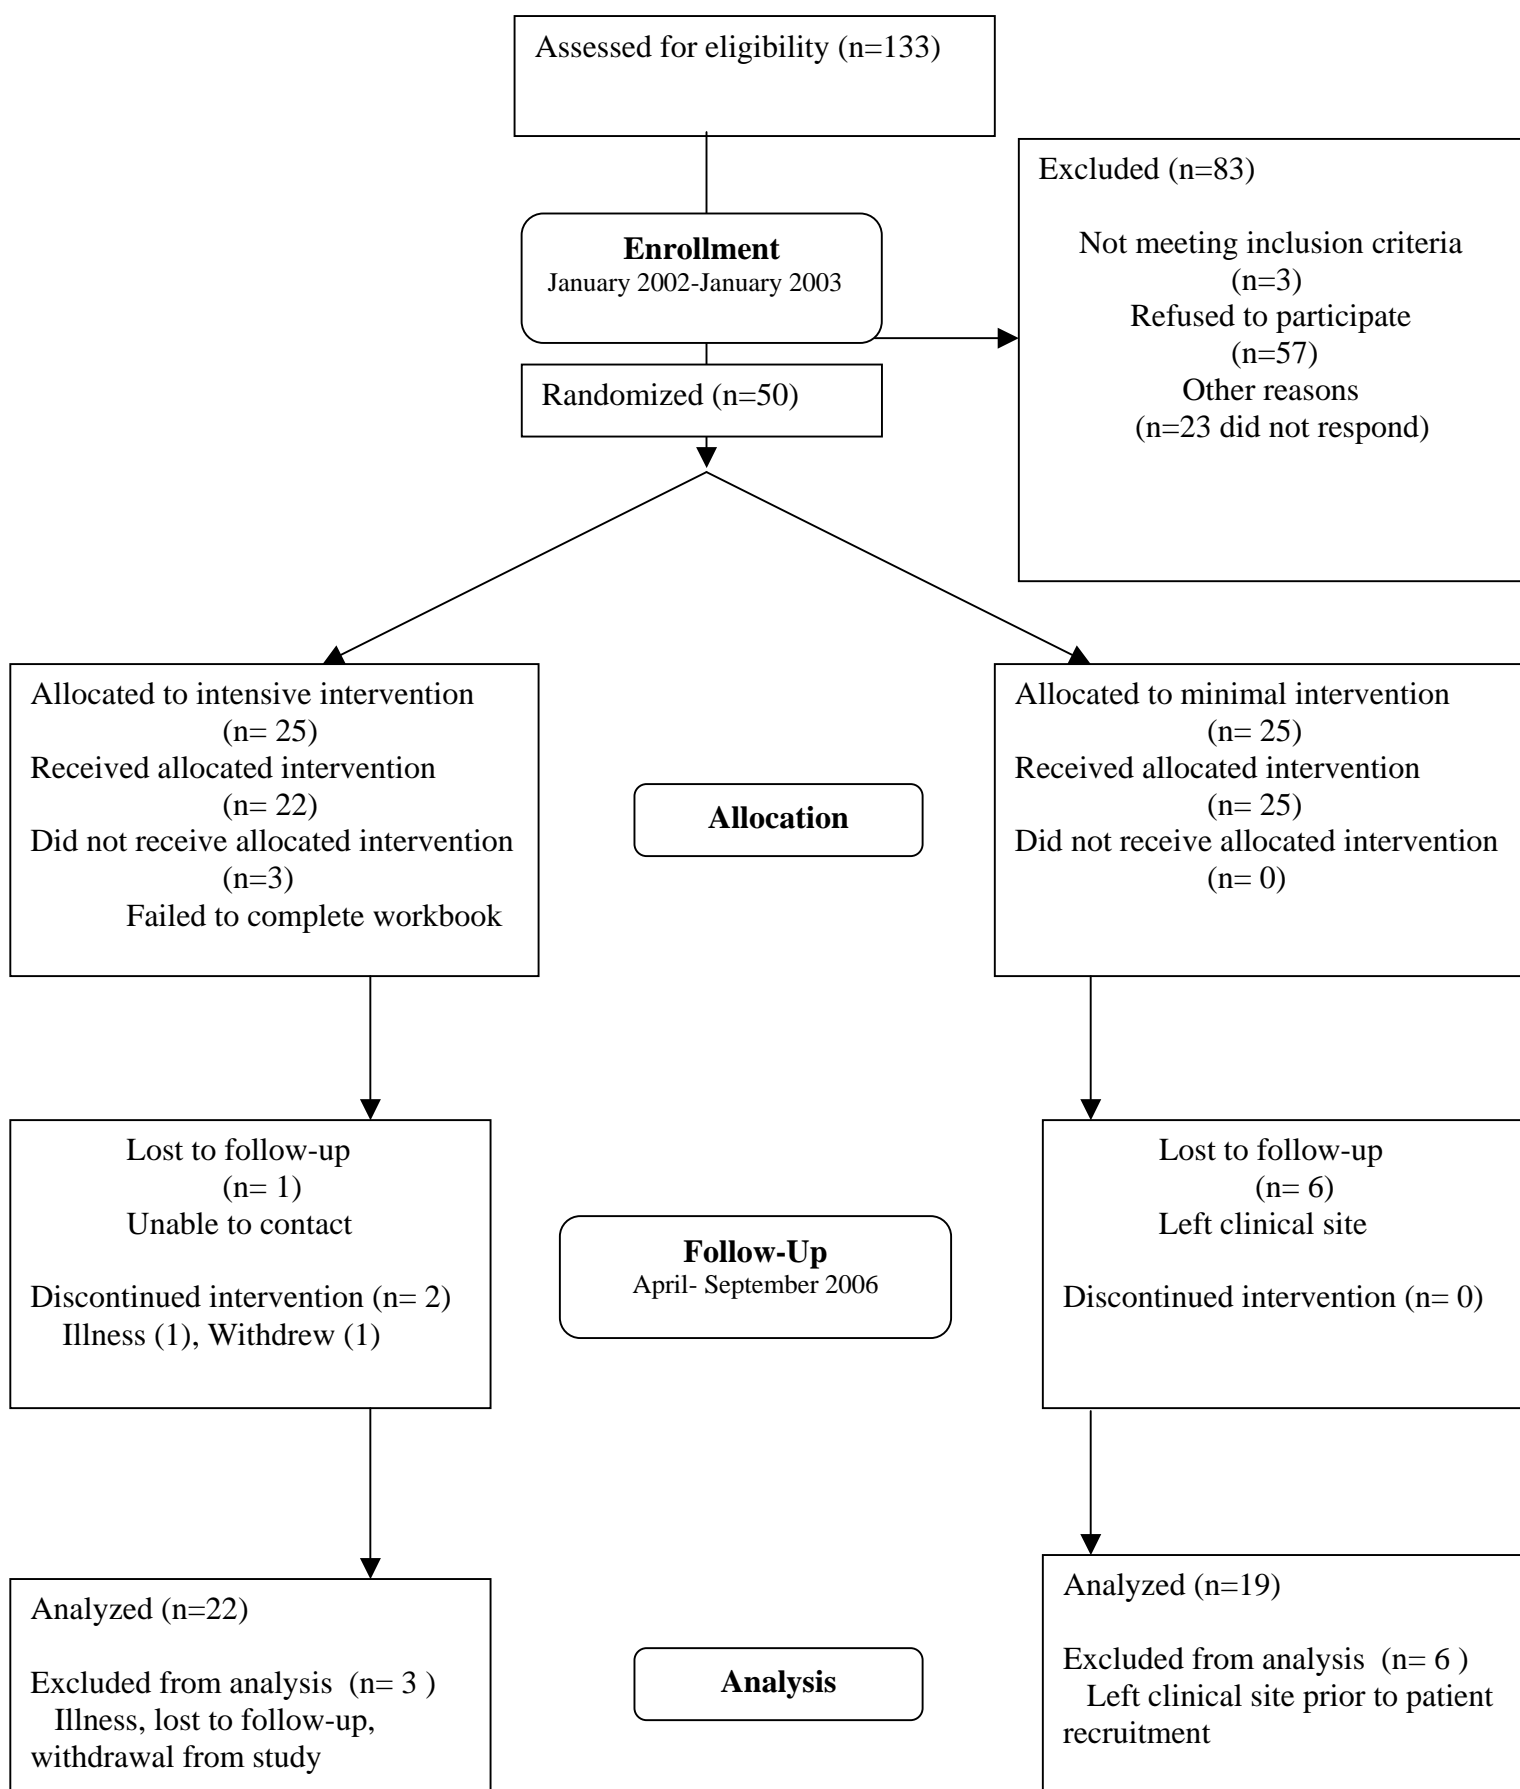 Assessed for eligibility (n=133)
Excluded (n=83)
Not meeting inclusion criteria
(n=3)
Refused to participate
(n=57)
Other reasons
(n=23 did not respond)
Enrollment
January 2002-January 2003
Randomized (n=50)
Allocated to intensive intervention
(n= 25)
Received allocated intervention
(n= 22)
Did not receive allocated intervention
(n=3)
Failed to complete workbook
Allocation
Allocated to minimal intervention
(n= 25)
Received allocated intervention
(n= 25)
Did not receive allocated intervention
(n= 0)
Lost to follow-up
(n= 1)
Unable to contact
Discontinued intervention (n= 2)
Illness (1), Withdrew (1)
Follow-Up
April- September 2006
Lost to follow-up
(n= 6)
Left clinical site
Discontinued intervention (n= 0)
Analyzed (n=22)
Excluded from analysis  (n= 3 )
Illness, lost to follow-up,
withdrawal from study
Analysis
Analyzed (n=19)
Excluded from analysis  (n= 6 )
Left clinical site prior to patient
recruitment